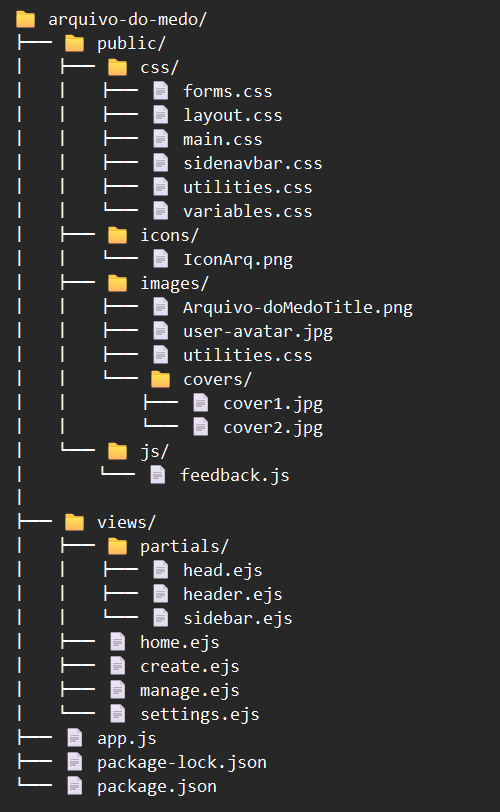 arquivo-do-medo/
public/
css/
forms.css
layout.css
main.css
sidenavbar.css
utilities.css
variables.css
icons/
IconArq.png
images/
Arquivo-doMedoTitle.png
user-avatar.jpg
utilities.css
covers/
cover1.jpg
cover2.jpg
js/
feedback.js
views/
partials/
head.ejs
header.ejs
sidebar.ejs
home.ejs
create.ejs
manage.ejs
settings.ejs
app.js
package-lock.json
package.json